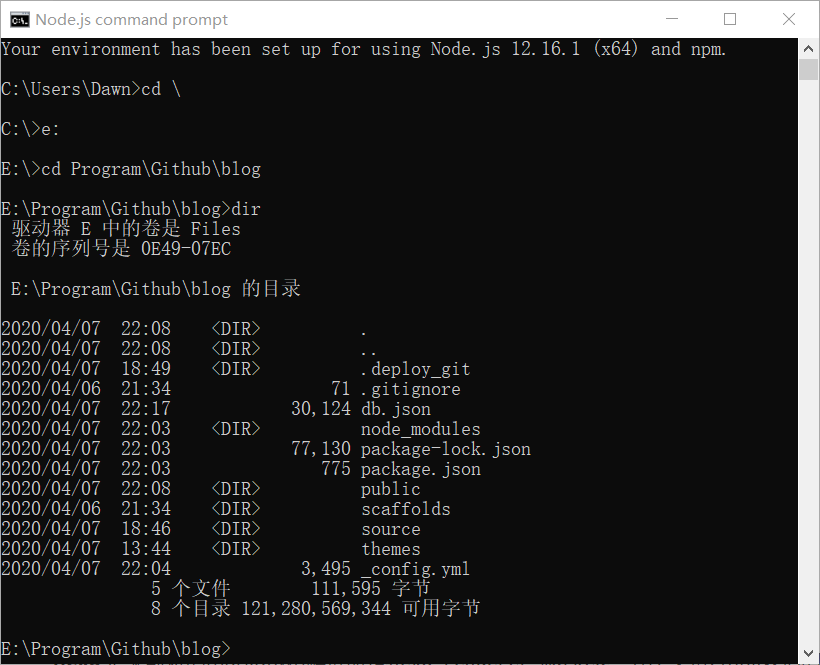 Node.js command prompt
Your environment has been set up for using Node.js 12.16.1 (x64) and npm.
C:\Users\Dawn>cd \
C:\>e:
E:\>cd Program\Github\blog
E:\Program\Github\blog>dir
 驱动器 E 中的卷是 Files
 卷的序列号是 0E49-07EC
 E:\Program\Github\blog 的目录
2020/04/07  22:08    <DIR>          .
2020/04/07  22:08    <DIR>          ..
2020/04/07  18:49    <DIR>          .deploy_git
2020/04/06  21:34                71 .gitignore
2020/04/07  22:17            30,124 db.json
2020/04/07  22:03    <DIR>          node_modules
2020/04/07  22:03            77,130 package-lock.json
2020/04/07  22:03               775 package.json
2020/04/07  22:08    <DIR>          public
2020/04/06  21:34    <DIR>          scaffolds
2020/04/07  18:46    <DIR>          source
2020/04/07  13:44    <DIR>          themes
2020/04/07  22:04             3,495 _config.yml
               5 个文件        111,595 字节
               8 个目录 121,280,569,344 可用字节
E:\Program\Github\blog>